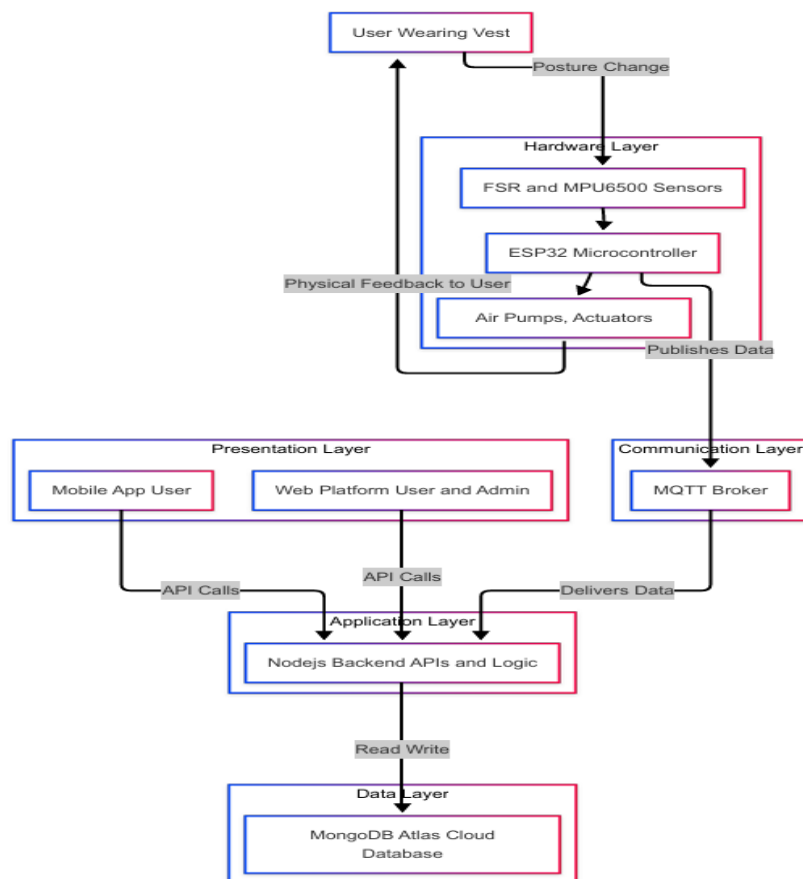 User Wearing Vest
Posture Change
Hardware Layer
FSR and MPU6500 Sensors
ESP32 Microcontroller
Physical Feedback to User
Air Pumps, Actuators
Publishes Data
Presentation Layer
Communication Layer
Mobile App User
Web Platform User and Admin
MQTT Broker
API Calls
API Calls
Delivers Data
Application Layer
Nodejs Backend APIs and Logic
Read Write
Data Layer
MongoDB Atlas Cloud
Database